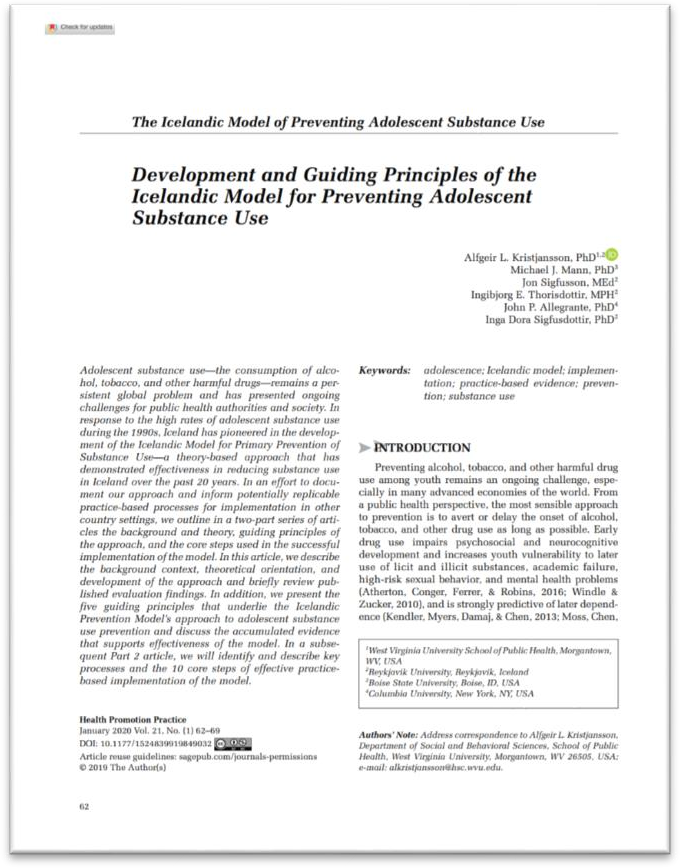 Check for updates
The Icelandic Model of Preventing Adolescent Substance Use
Development and Guiding Principles of the
Icelandic Model for Preventing Adolescent
Substance Use
Alfgeir L. Kristjansson, PhD1,2
Michael J. Mann, PhD3
Jon Sigfusson, MEd2
Ingibjorg E. Thorisdottir, MPH2
John P. Allegrante, PhD4
Inga Dora Sigfusdottir, PhD2
Adolescent substance use—the consumption of alco-
hol, tobacco, and other harmful drugs—remains a per-
sistent global problem and has presented ongoing
challenges for public health authorities and society. In
response to the high rates of adolescent substance use
during the 1990s, Iceland has pioneered in the develop-
ment of the Icelandic Model for Primary Prevention of
Substance Use—a theory-based approach that has
demonstrated effectiveness in reducing substance use
in Iceland over the past 20 years. In an effort to docu-
ment our approach and inform potentially replicable
practice-based processes for implementation in other
country settings, we outline in a two-part series of arti-
cles the background and theory, guiding principles of
the approach, and the core steps used in the successful
implementation of the model. In this article, we describe
the background context, theoretical orientation, and
development of the approach and briefly review pub-
lished evaluation findings. In addition, we present the
five guiding principles that underlie the Icelandic
Prevention Model's approach to adolescent substance
use prevention and discuss the accumulated evidence
that supports effectiveness of the model. In a subse-
quent Part 2 article, we will identify and describe key
processes and the 10 core steps of effective practice-
based implementation of the model.
Health Promotion Practice
January 2020 Vol. 21, No. (1) 62–69
DOI: 10.1177/1524839919849032
Article reuse guidelines: sagepub.com/journals-permissions
© 2019 The Author(s)
Keywords: adolescence; Icelandic model; implemen-
tation; practice-based evidence; preven-
tion; substance use
INTRODUCTION
Preventing alcohol, tobacco, and other harmful drug
use among youth remains an ongoing challenge, espe-
cially in many advanced economies of the world. From
a public health perspective, the most sensible approach
to prevention is to avert or delay the onset of alcohol,
tobacco, and other drug use as long as possible. Early
drug use impairs psychosocial and neurocognitive
development and increases youth vulnerability to later
use of licit and illicit substances, academic failure,
high-risk sexual behavior, and mental health problems
(Atherton, Conger, Ferrer, & Robins, 2016; Windle &
Zucker, 2010), and is strongly predictive of later depend-
ence (Kendler, Myers, Damaj, & Chen, 2013; Moss, Chen,
1West Virginia University School of Public Health, Morgantown,
WV, USA
2Reykjavik University, Reykjavik, Iceland
3Boise State University, Boise, ID, USA
4Columbia University, New York, NY, USA
Authors' Note: Address correspondence to Alfgeir L. Kristjansson,
Department of Social and Behavioral Sciences, School of Public
Health, West Virginia University, Morgantown, WV 26505, USA;
e-mail: alkristjansson@hsc.wvu.edu.
62